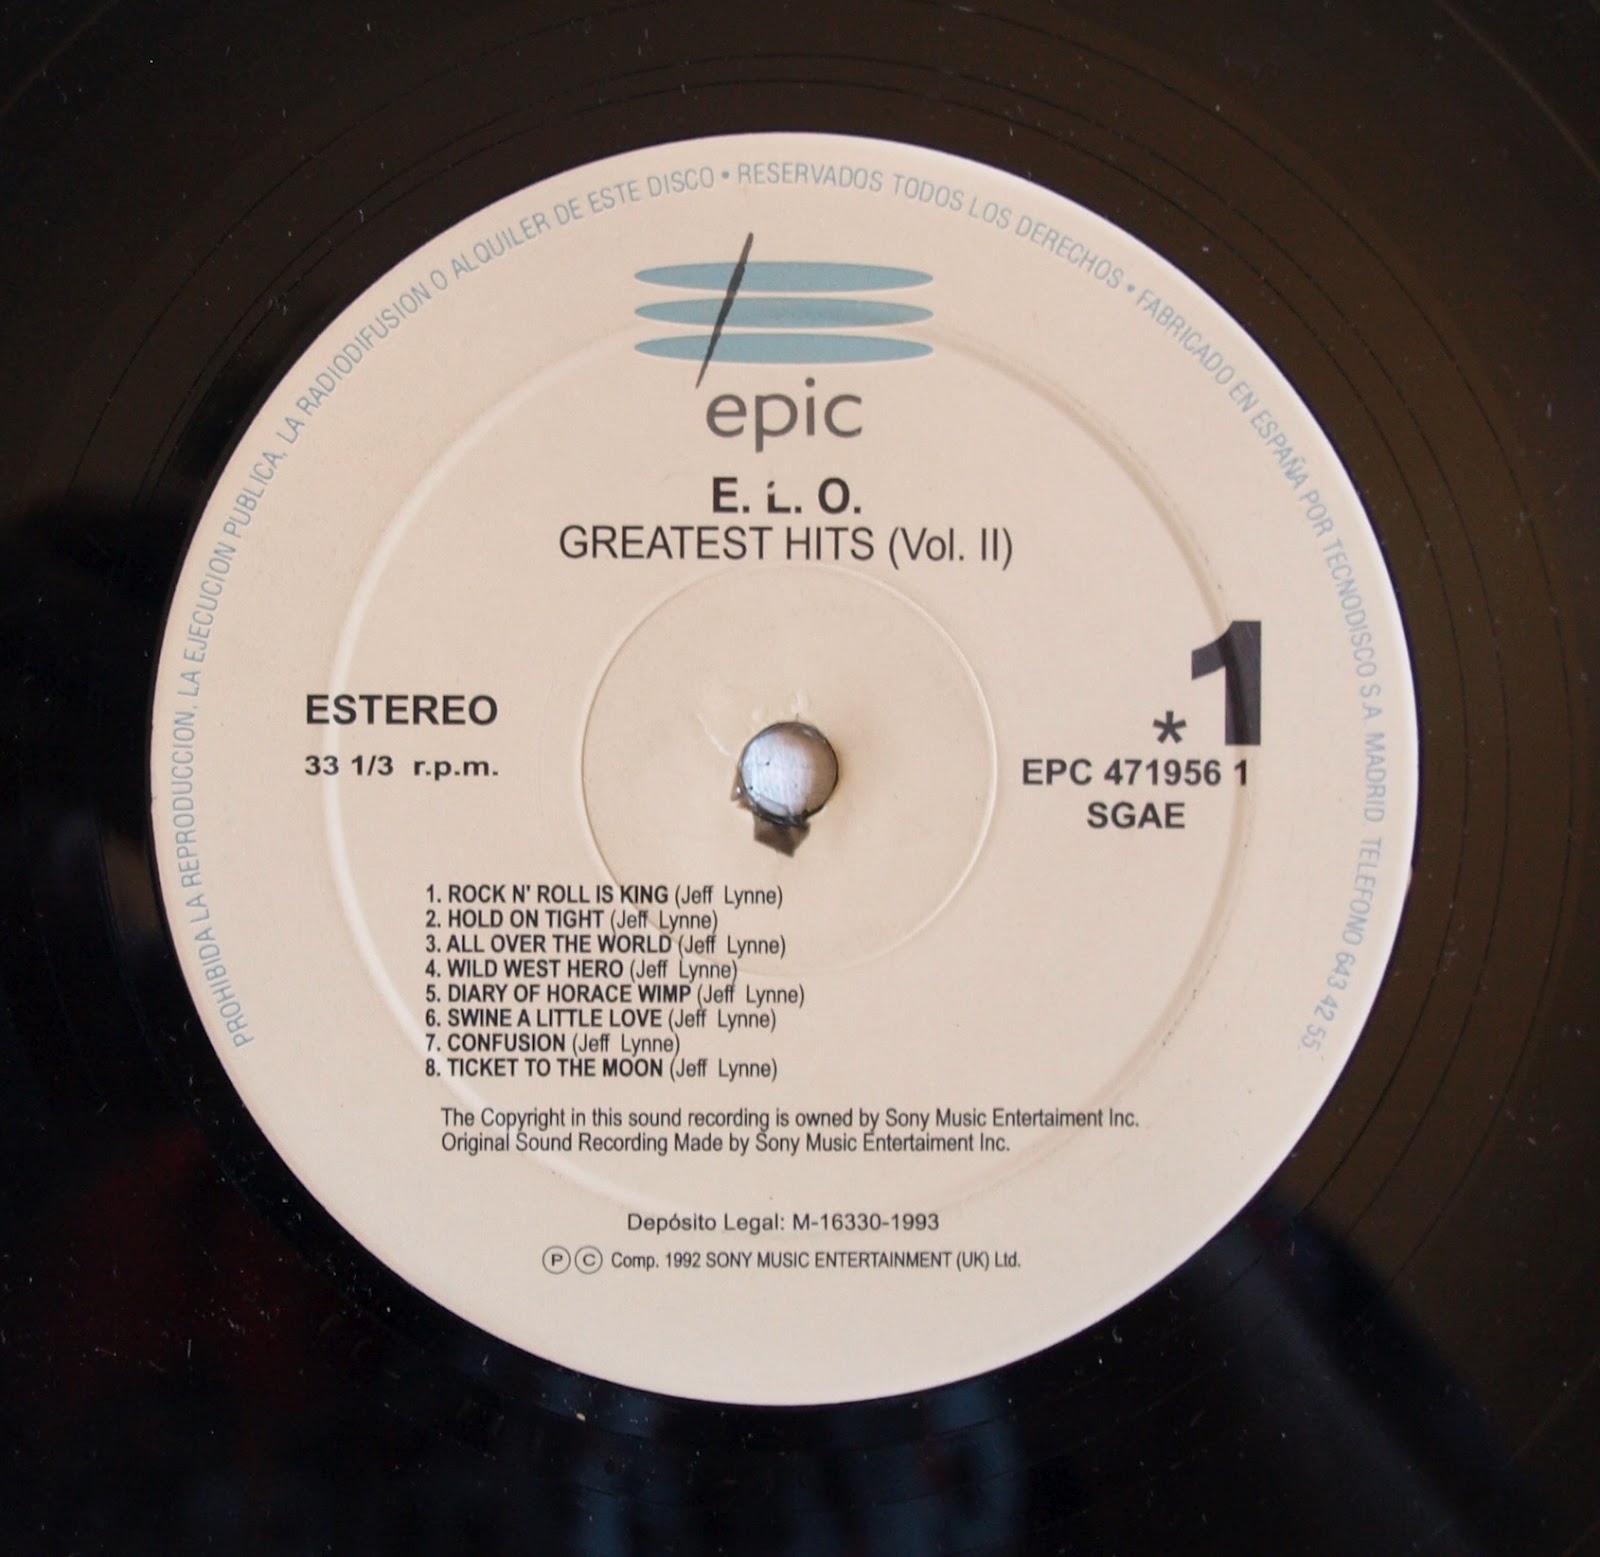 PROHIBIDA LA REPRODUCCION, LA EJECUCION PUBLICA, LA RADIODIFUSION O ALQUILER DE ESTE DISCO • RESERVADOS TODOS LOS DERECHOS • FABRICADO EN ESPAÑA POR TECNODISCO S.A. MADRID. TELEFONO 643 42 55.
epic
E. L. O.
GREATEST HITS (Vol. II)
ESTEREO
33 1/3 r.p.m.
1
*
EPC 471956 1
SGAE
1. ROCK N' ROLL IS KING (Jeff Lynne)
2. HOLD ON TIGHT (Jeff Lynne)
3. ALL OVER THE WORLD (Jeff Lynne)
4. WILD WEST HERO (Jeff Lynne)
5. DIARY OF HORACE WIMP (Jeff Lynne)
6. SWINE A LITTLE LOVE (Jeff Lynne)
7. CONFUSION (Jeff Lynne)
8. TICKET TO THE MOON (Jeff Lynne)
The Copyright in this sound recording is owned by Sony Music Entertaiment Inc.
Original Sound Recording Made by Sony Music Entertaiment Inc.
Depósito Legal: M-16330-1993
Ⓟ Ⓒ Comp. 1992 SONY MUSIC ENTERTAINMENT (UK) Ltd.